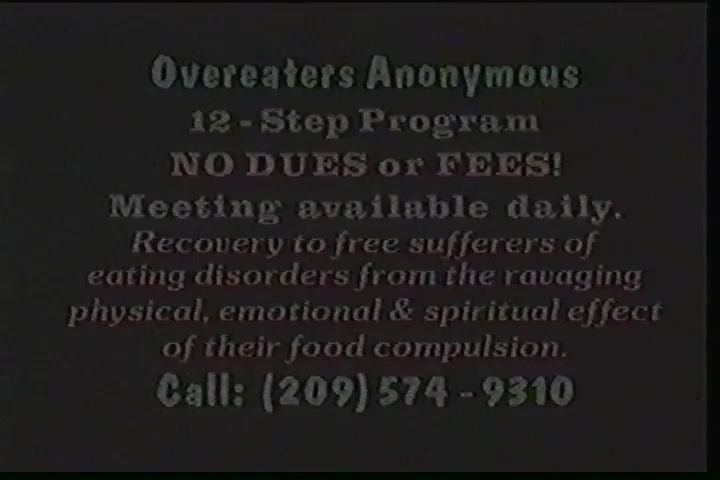 Overeaters Anonymous
12 - Step Program
NO DUES or FEES!
Meeting available daily.
Recovery to free sufferers of
eating disorders from the ravaging
physical, emotional & spiritual effect
of their food compulsion.
Call: (209) 574 - 9310